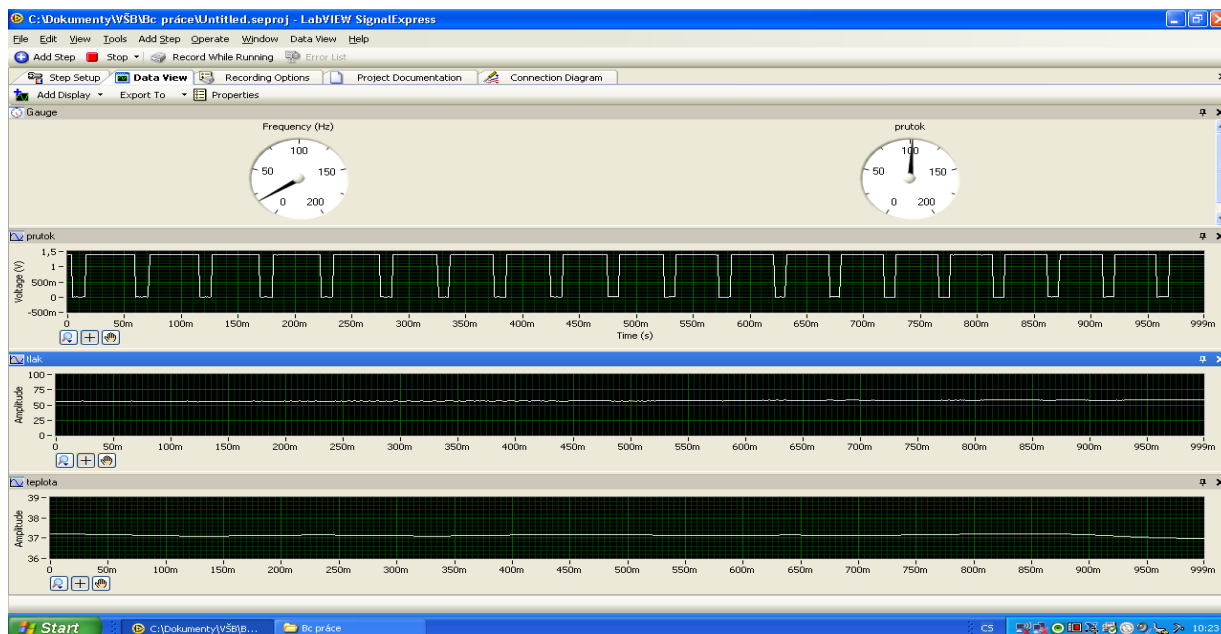 C:\Dokumenty\VŠB\Bc práce\Untitled.seproj - LabVIEW SignalExpress
File Edit View Tools Add Step Operate Window Data View Help
Add Step Stop Record While Running Error List
Step Setup Data View Recording Options Project Documentation Connection Diagram
Add Display Export To Properties
Gauge
Frequency (Hz) prutok
100 100
50 150 50 150
0 200 0 200
prutok
1,5
1
500m
0
-500m
Voltage (V)
0 50m 100m 150m 200m 250m 300m 350m 400m 450m 500m 550m 600m 650m 700m 750m 800m 850m 900m 950m 999m
Time (s)
tlak
100
75
50
25
0
Amplitude
0 50m 100m 150m 200m 250m 300m 350m 400m 450m 500m 550m 600m 650m 700m 750m 800m 850m 900m 950m 999m
teplota
39
38
37
36
Amplitude
0 50m 100m 150m 200m 250m 300m 350m 400m 450m 500m 550m 600m 650m 700m 750m 800m 850m 900m 950m 999m
Start C:\Dokumenty\VŠB\B... Bc práce CS 10:23